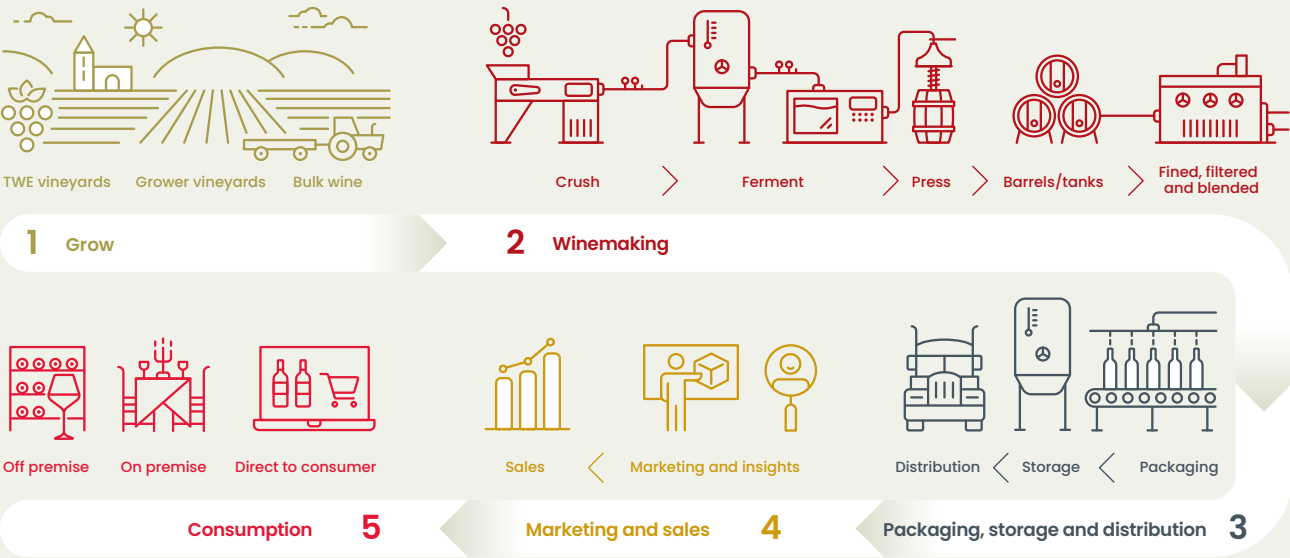 TWE vineyards
Grower vineyards
Bulk wine
Crush
Ferment
Press
Barrels/tanks
Fined, filtered
and blended
1 Grow
2 Winemaking
Off premise
On premise
Direct to consumer
Sales
Marketing and insights
Distribution
Storage
Packaging
Consumption 5
Marketing and sales 4
Packaging, storage and distribution 3